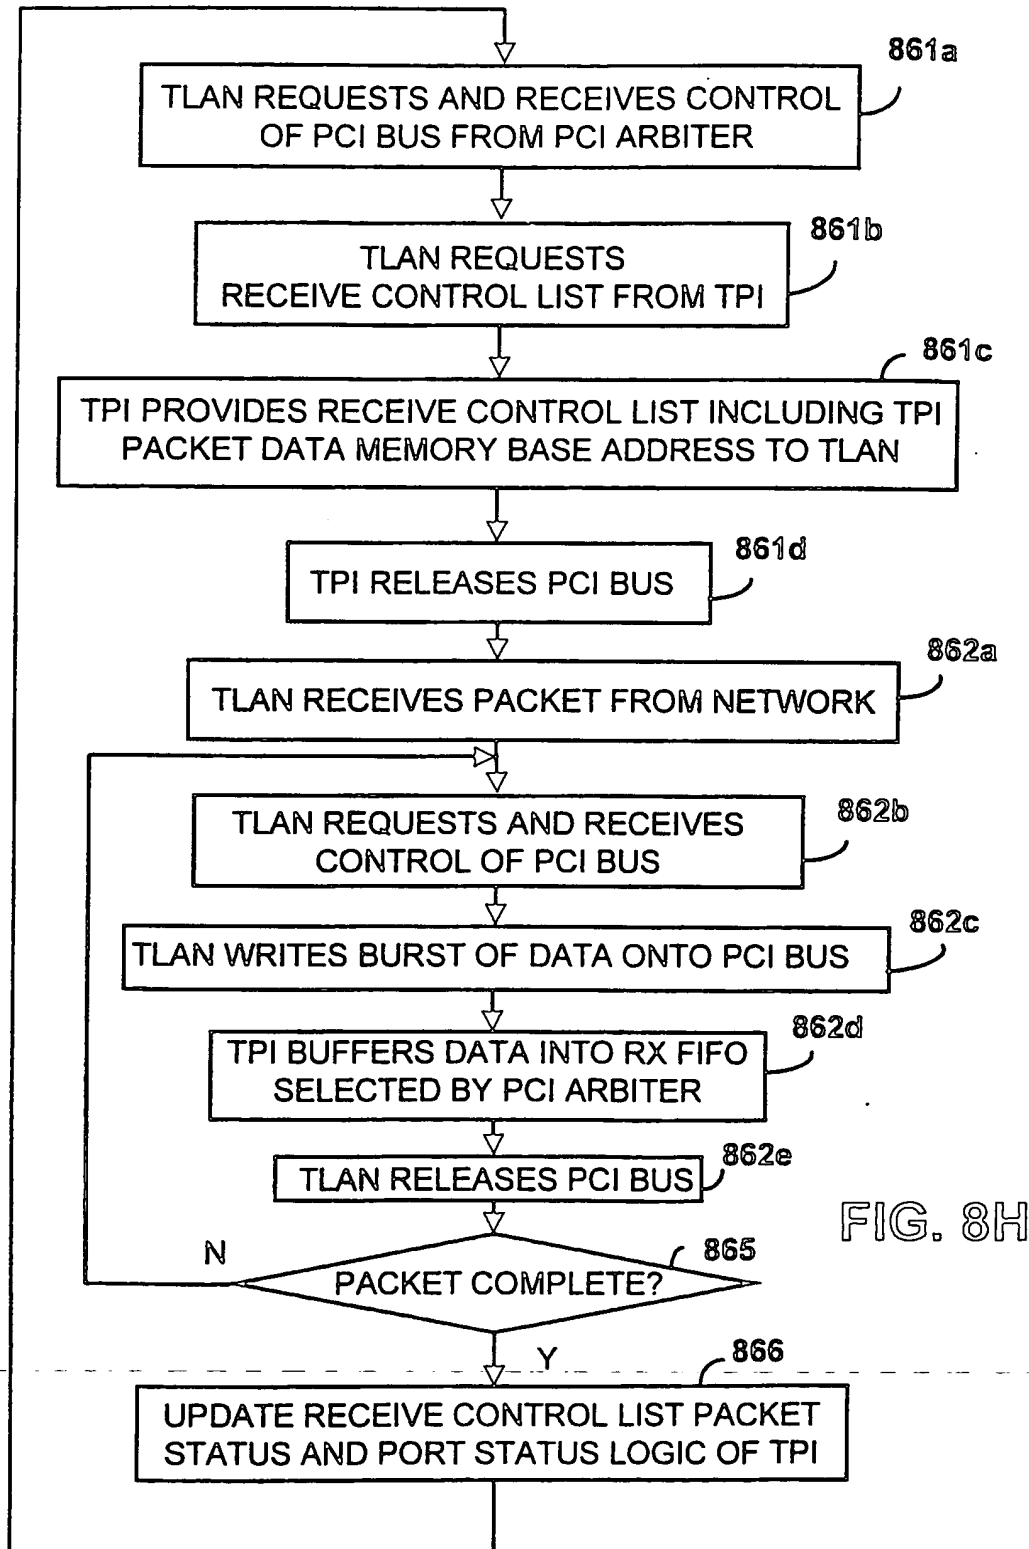 861a
TLAN REQUESTS AND RECEIVES CONTROL
OF PCI BUS FROM PCI ARBITER
861b
TLAN REQUESTS
RECEIVE CONTROL LIST FROM TPI
861c
TPI PROVIDES RECEIVE CONTROL LIST INCLUDING TPI
PACKET DATA MEMORY BASE ADDRESS TO TLAN
861d
TPI RELEASES PCI BUS
862a
TLAN RECEIVES PACKET FROM NETWORK
862b
TLAN REQUESTS AND RECEIVES
CONTROL OF PCI BUS
862c
TLAN WRITES BURST OF DATA ONTO PCI BUS
862d
TPI BUFFERS DATA INTO RX FIFO
SELECTED BY PCI ARBITER
862e
TLAN RELEASES PCI BUS
FIG. 8H
N
865
PACKET COMPLETE?
Y
866
UPDATE RECEIVE CONTROL LIST PACKET
STATUS AND PORT STATUS LOGIC OF TPI